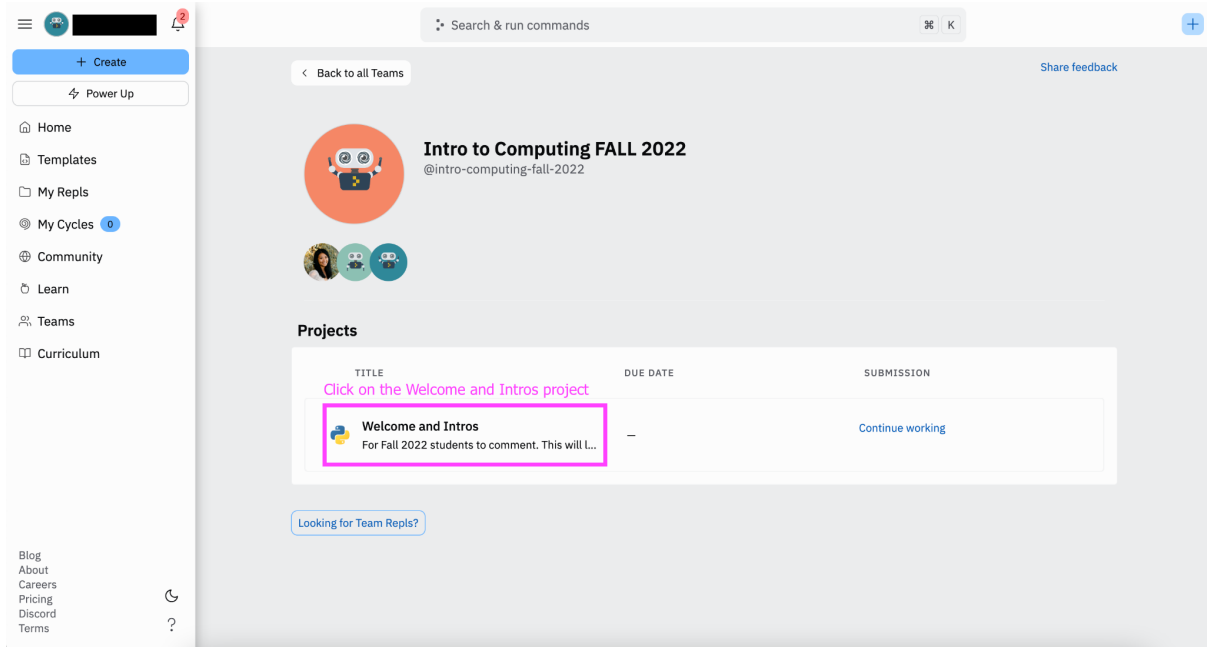 2
Search & run commands
⌘ K
+
+ Create
Power Up
Home
Templates
My Repls
My Cycles 0
Community
Learn
Teams
Curriculum
Blog
About
Careers
Pricing
Discord
Terms
?
Back to all Teams
Share feedback
Intro to Computing FALL 2022
@intro-computing-fall-2022
Projects
TITLE DUE DATE SUBMISSION
Click on the Welcome and Intros project
Welcome and Intros
For Fall 2022 students to comment. This will l...
—
Continue working
Looking for Team Repls?